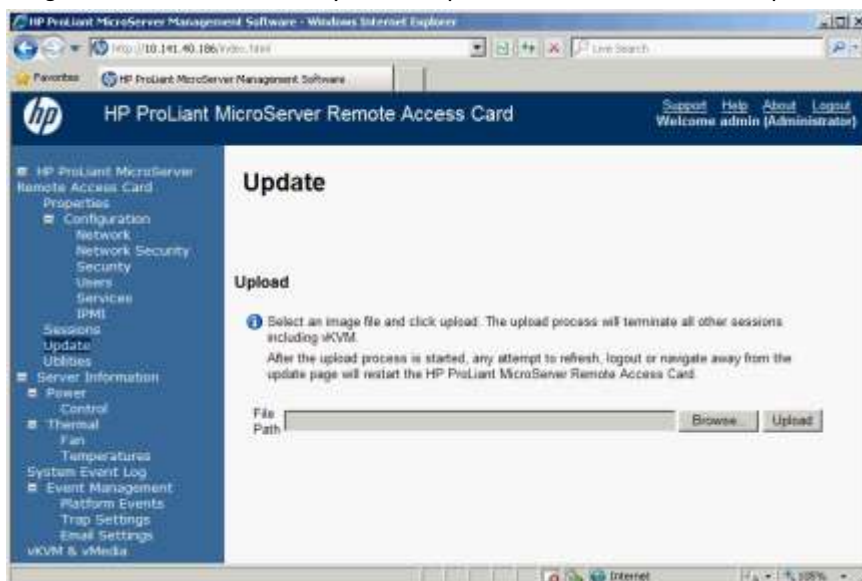 HP ProLiant MicroServer Management Software - Windows Internet Explorer
Live Search
Favorites
HP ProLiant MicroServer Management Software
hp
HP ProLiant MicroServer Remote Access Card
Support Help About Logout
Welcome admin (Administrator)
HP ProLiant MicroServer
Remote Access Card
Properties
Configuration
Network
Network Security
Security
Users
Services
IPMI
Sessions
Update
Utilities
Server Information
Power
Control
Thermal
Fan
Temperatures
System Event Log
Event Management
Platform Events
Trap Settings
Email Settings
vKVM & vMedia
Update
Upload
Select an image file and click upload. The upload process will terminate all other sessions
including vKVM.
After the upload process is started, any attempt to refresh, logout or navigate away from the
update page will restart the HP ProLiant MicroServer Remote Access Card.
File
Path
Browse...
Upload
Internet
105%